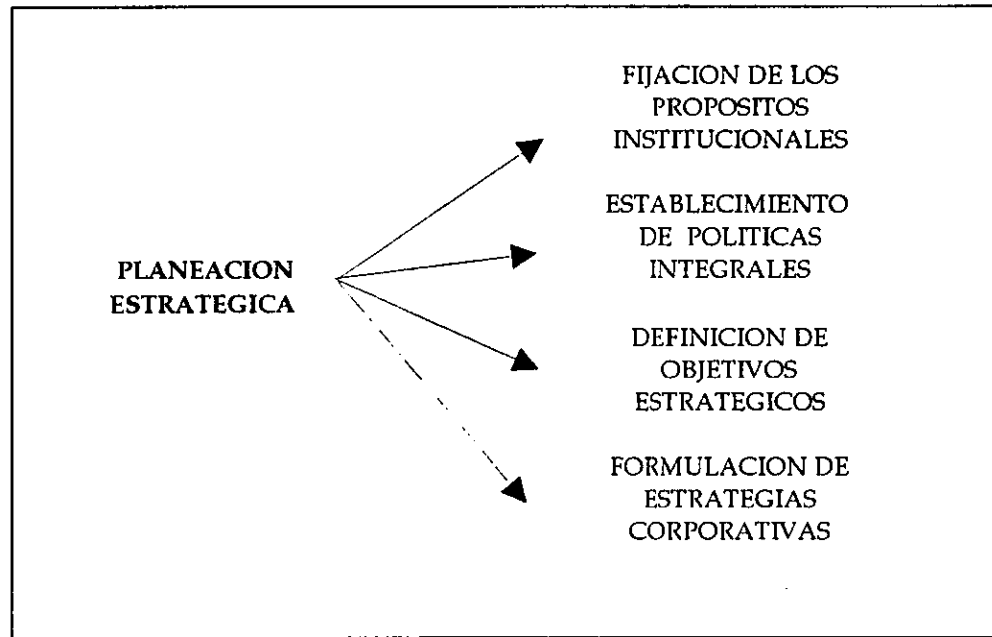 PLANEACION
ESTRATEGICA
FIJACION DE LOS
PROPOSITOS
INSTITUCIONALES
ESTABLECIMIENTO
DE POLITICAS
INTEGRALES
DEFINICION DE
OBJETIVOS
ESTRATEGICOS
FORMULACION DE
ESTRATEGIAS
CORPORATIVAS